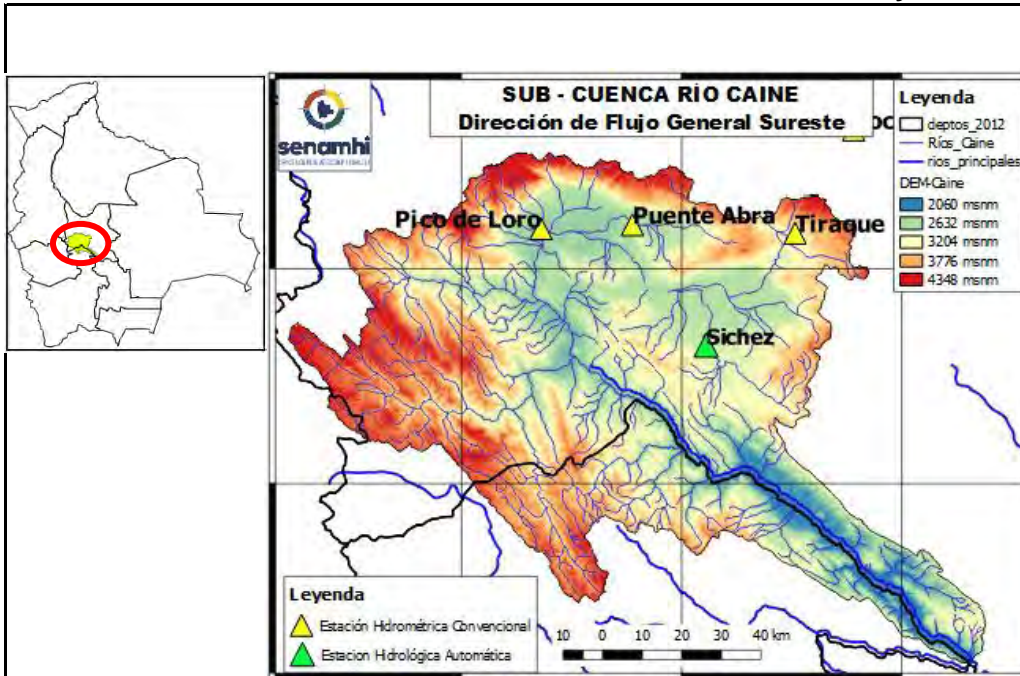 SUB - CUENCA RÍO CAINE
Dirección de Flujo General Sureste
senamhi
Leyenda
deptos_2012
Ríos_Caine
rios_principales
DEM-Caine
2060 msnm
2632 msnm
3204 msnm
3776 msnm
4348 msnm
Pico de Loro
Puente Abra
Tiraque
Sichez
Leyenda
Estación Hidrométrica Convencional
Estacion Hidrológica Automática
10 0 10 20 30 40 km